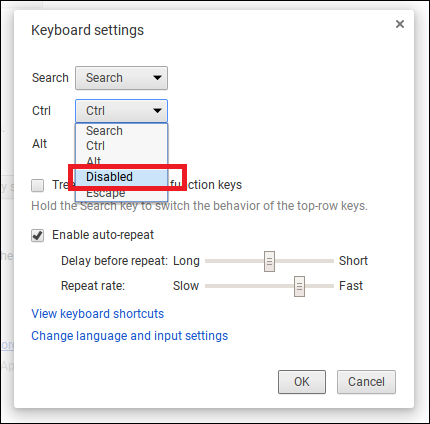 Keyboard settings
Search Search
Ctrl Ctrl
Search
Ctrl
Alt Alt
Disabled
function keys
Escape
Hold the Search key to switch the behavior of the top-row keys.
Enable auto-repeat
Delay before repeat: Long Short
Repeat rate: Slow Fast
View keyboard shortcuts
Change language and input settings
OK Cancel